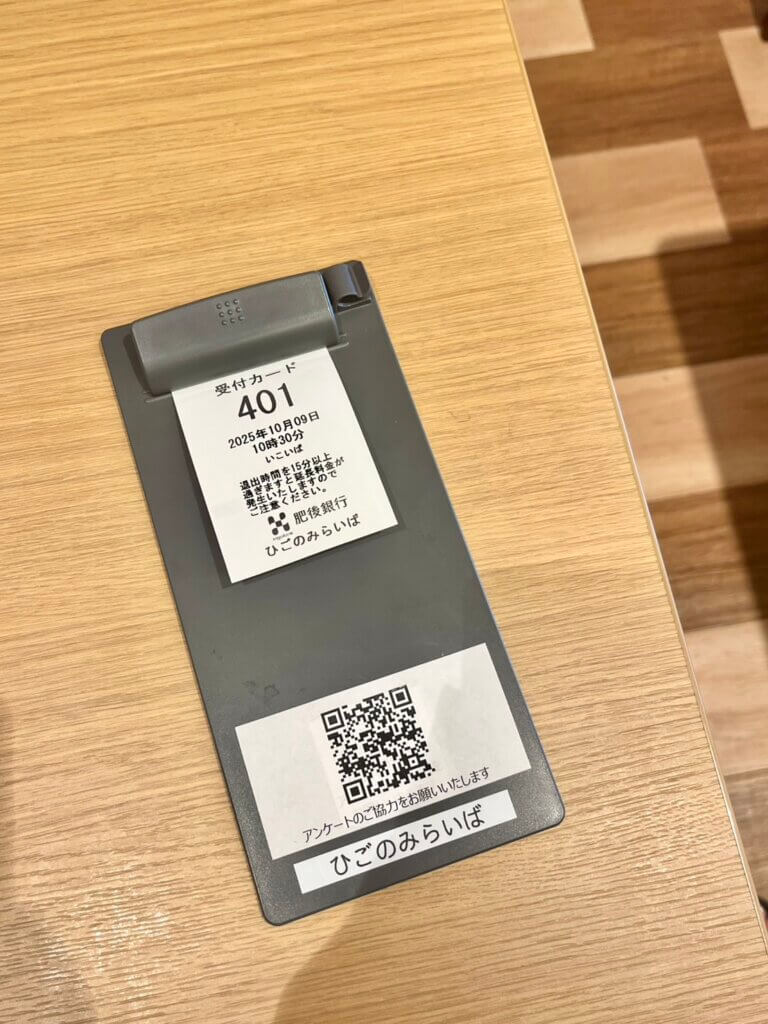 受付カード
401
2025年10月09日
10時30分
いこいば
退出時間を15分以上
過ぎますと延長料金が
発生いたしますので
ご注意ください。
肥後銀行
ひごのみらいば
アンケートのご協力をお願いいたします
ひごのみらいば